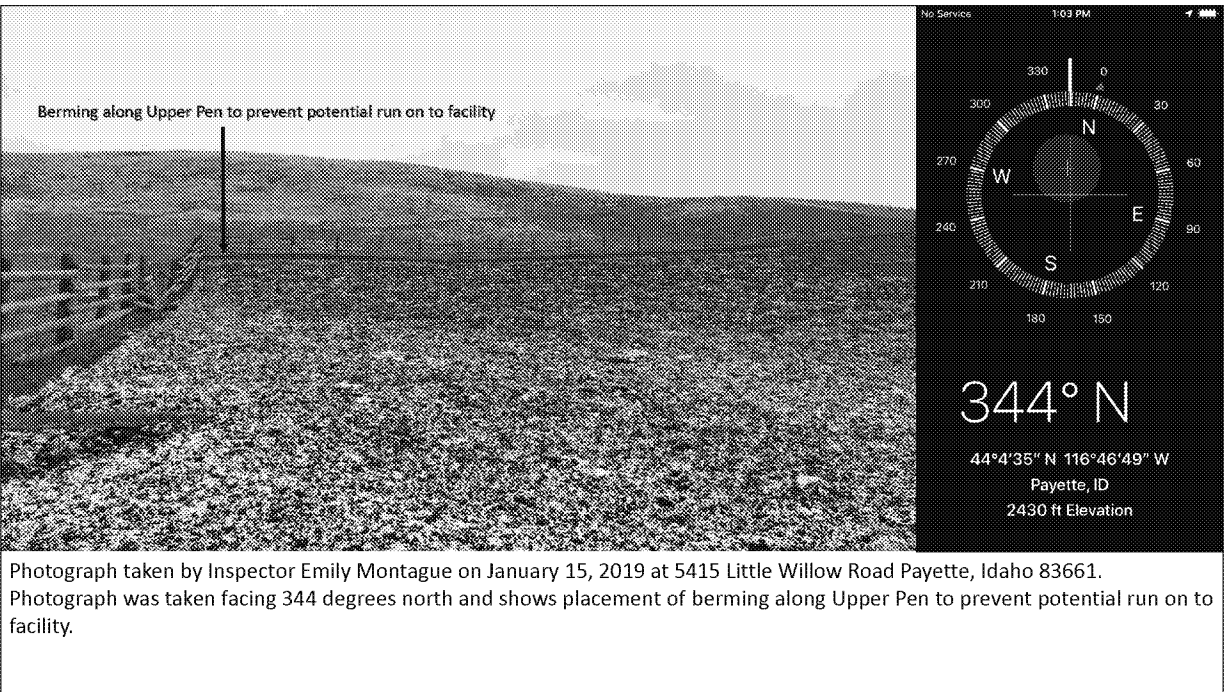 Berming along Upper Pen to prevent potential run on to facility
No Service 1:03 PM
330 0
300 30
N
270 60
W
E
240 90
S
210 120
180 150
344° N
44°4'35" N 116°46'49" W
Payette, ID
2430 ft Elevation
Photograph taken by Inspector Emily Montague on January 15, 2019 at 5415 Little Willow Road Payette, Idaho 83661.
Photograph was taken facing 344 degrees north and shows placement of berming along Upper Pen to prevent potential run on to
facility.